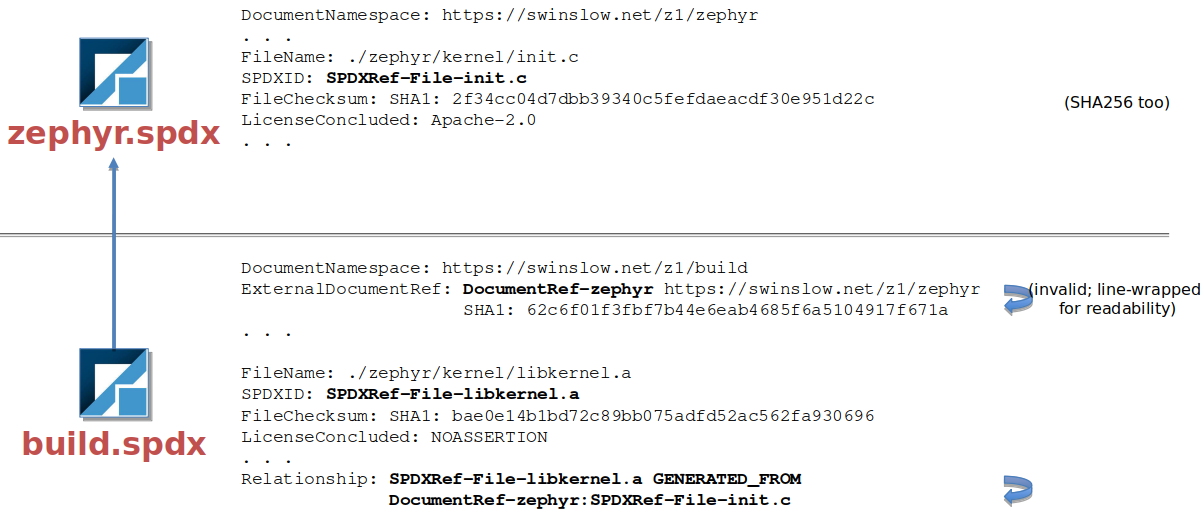 DocumentNamespace: https://swinslow.net/z1/zephyr
. . .
FileName: ./zephyr/kernel/init.c
SPDXID: SPDXRef-File-init.c
FileChecksum: SHA1: 2f34cc04d7dbb39340c5fefdaeacdf30e951d22c
(SHA256 too)
LicenseConcluded: Apache-2.0
. . .
zephyr.spdx
DocumentNamespace: https://swinslow.net/z1/build
ExternalDocumentRef: DocumentRef-zephyr https://swinslow.net/z1/zephyr
SHA1: 62c6f01f3fbf7b44e6eab4685f6a5104917f671a
(invalid; line-wrapped
for readability)
. . .
FileName: ./zephyr/kernel/libkernel.a
SPDXID: SPDXRef-File-libkernel.a
FileChecksum: SHA1: bae0e14b1bd72c89bb075adfd52ac562fa930696
LicenseConcluded: NOASSERTION
. . .
build.spdx
Relationship: SPDXRef-File-libkernel.a GENERATED_FROM
DocumentRef-zephyr:SPDXRef-File-init.c